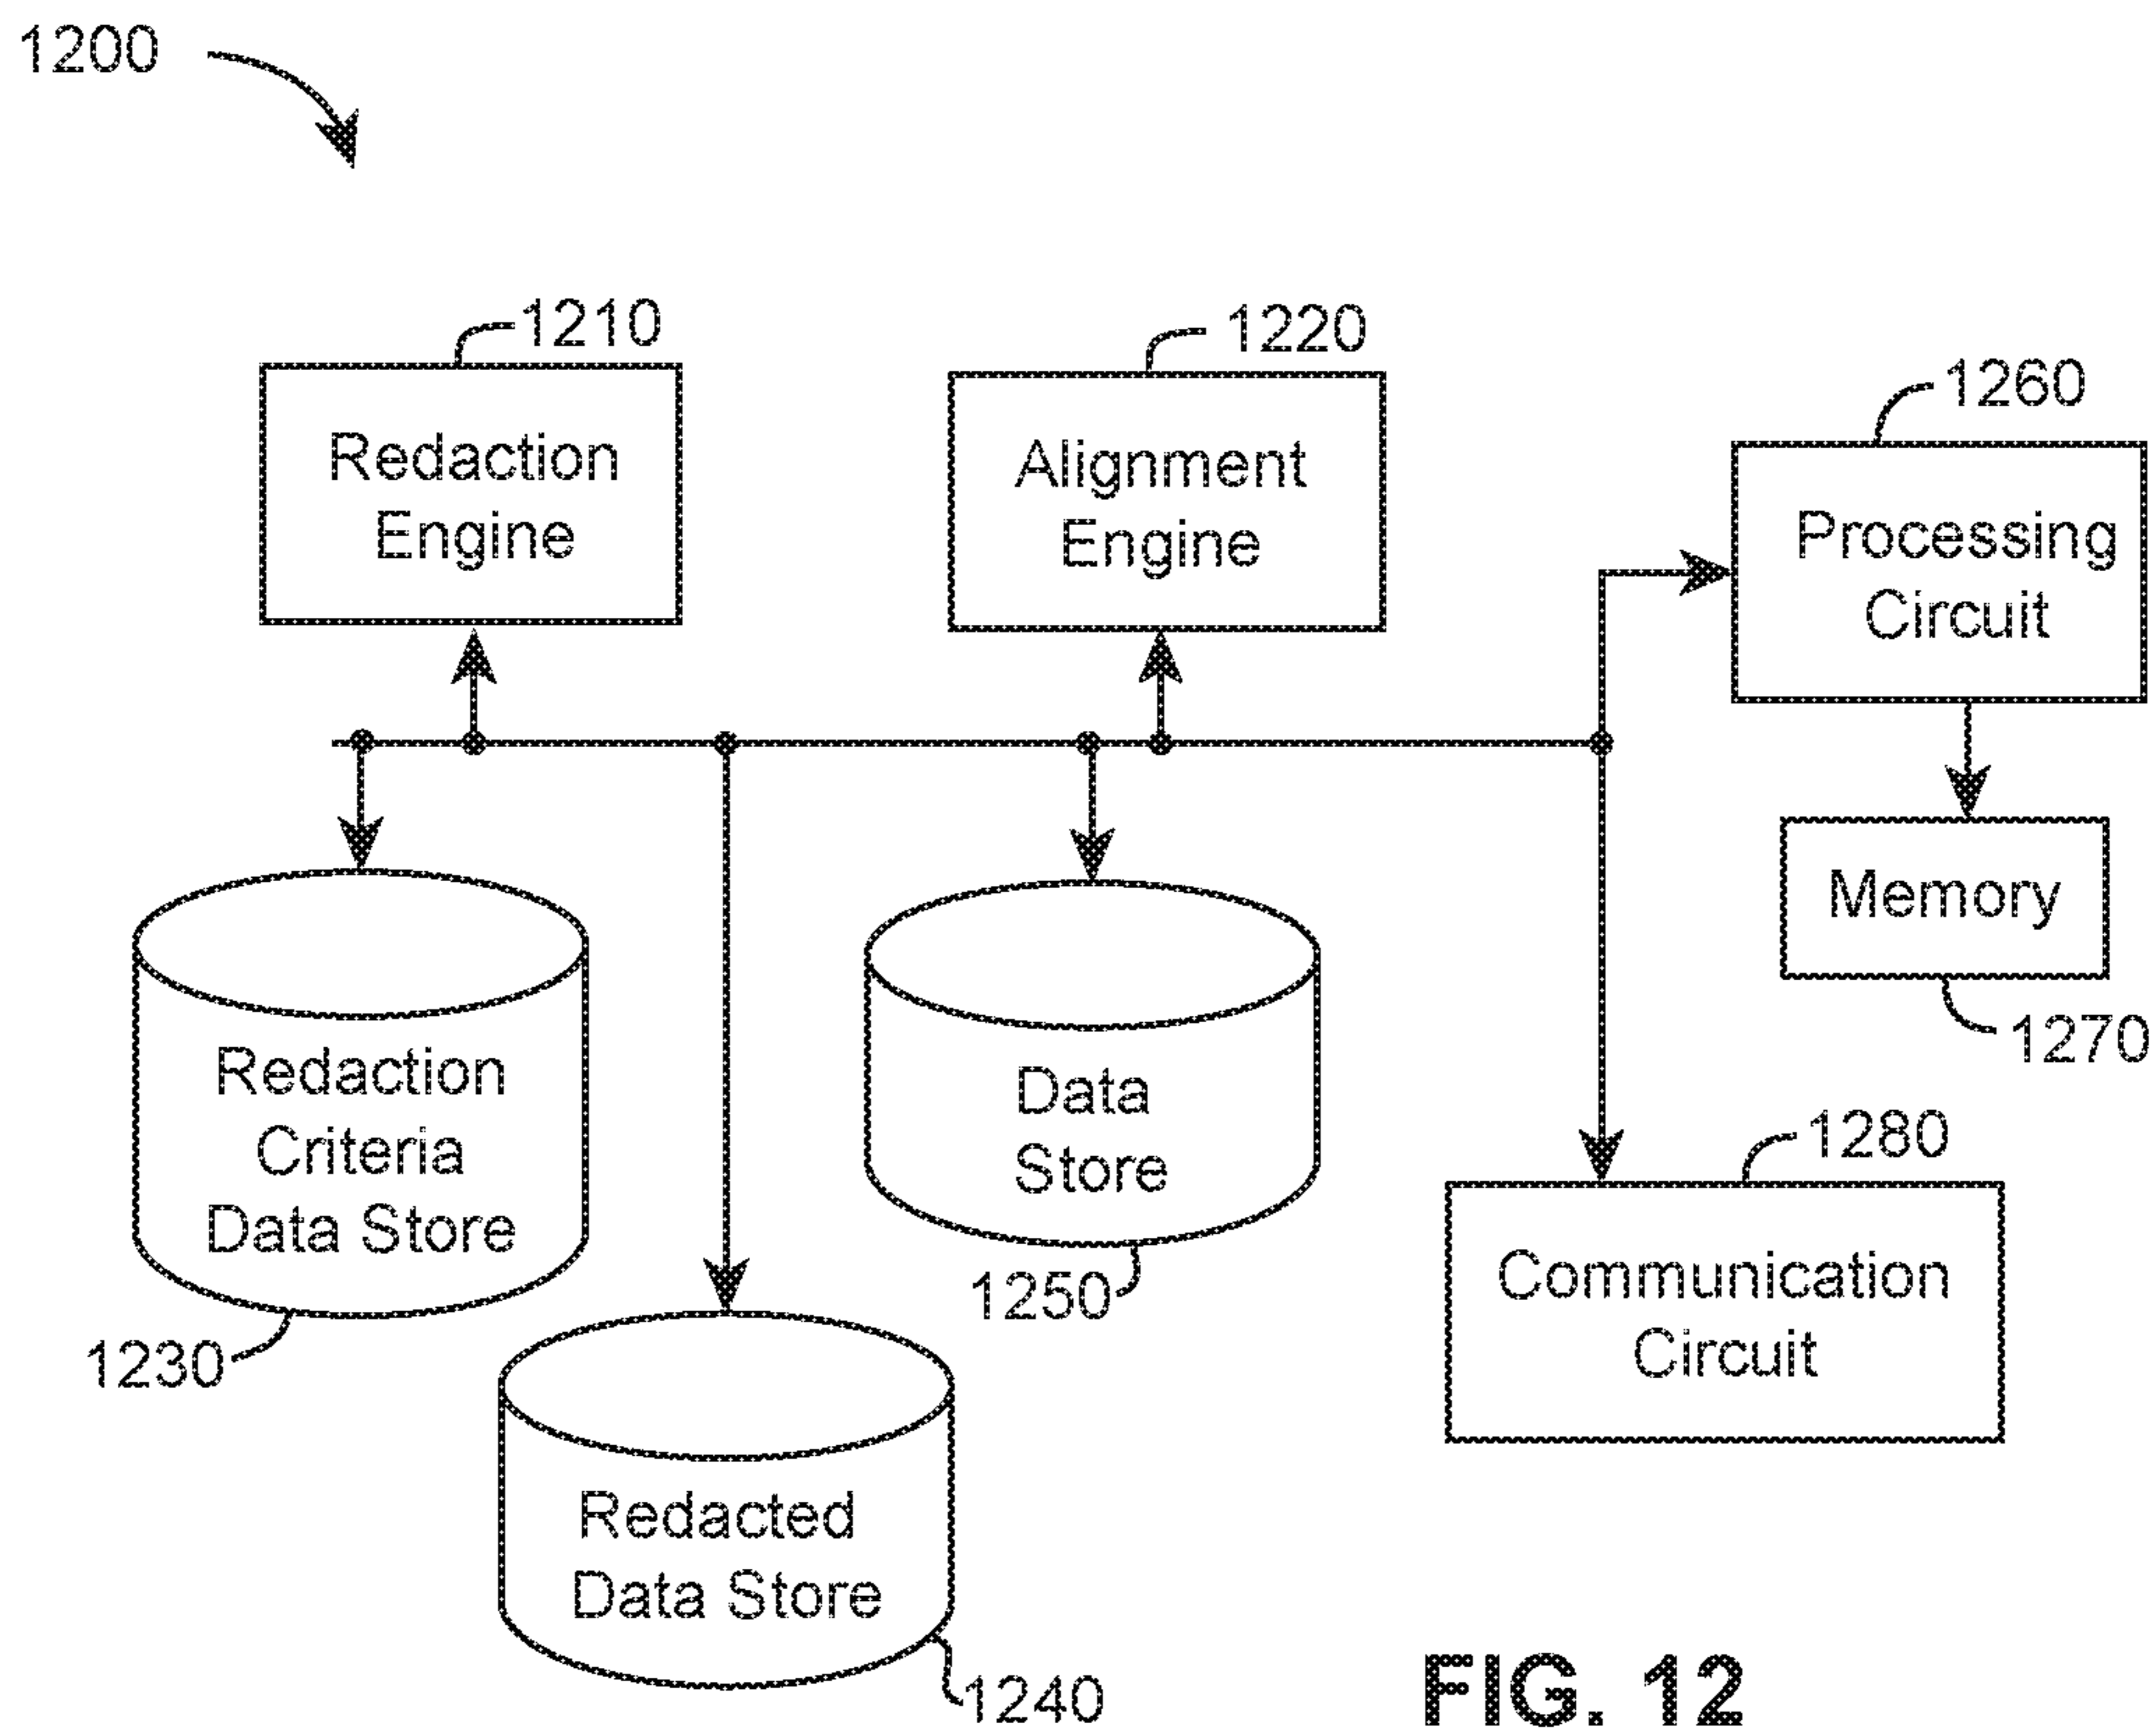 1200
1210
1220
1260
Redaction
Engine
Alignment
Engine
Processing
Circuit
Memory
1270
Redaction
Criteria
Data Store
1230
Data
Store
1250
1280
Communication
Circuit
Redacted
Data Store
1240
FIG. 12